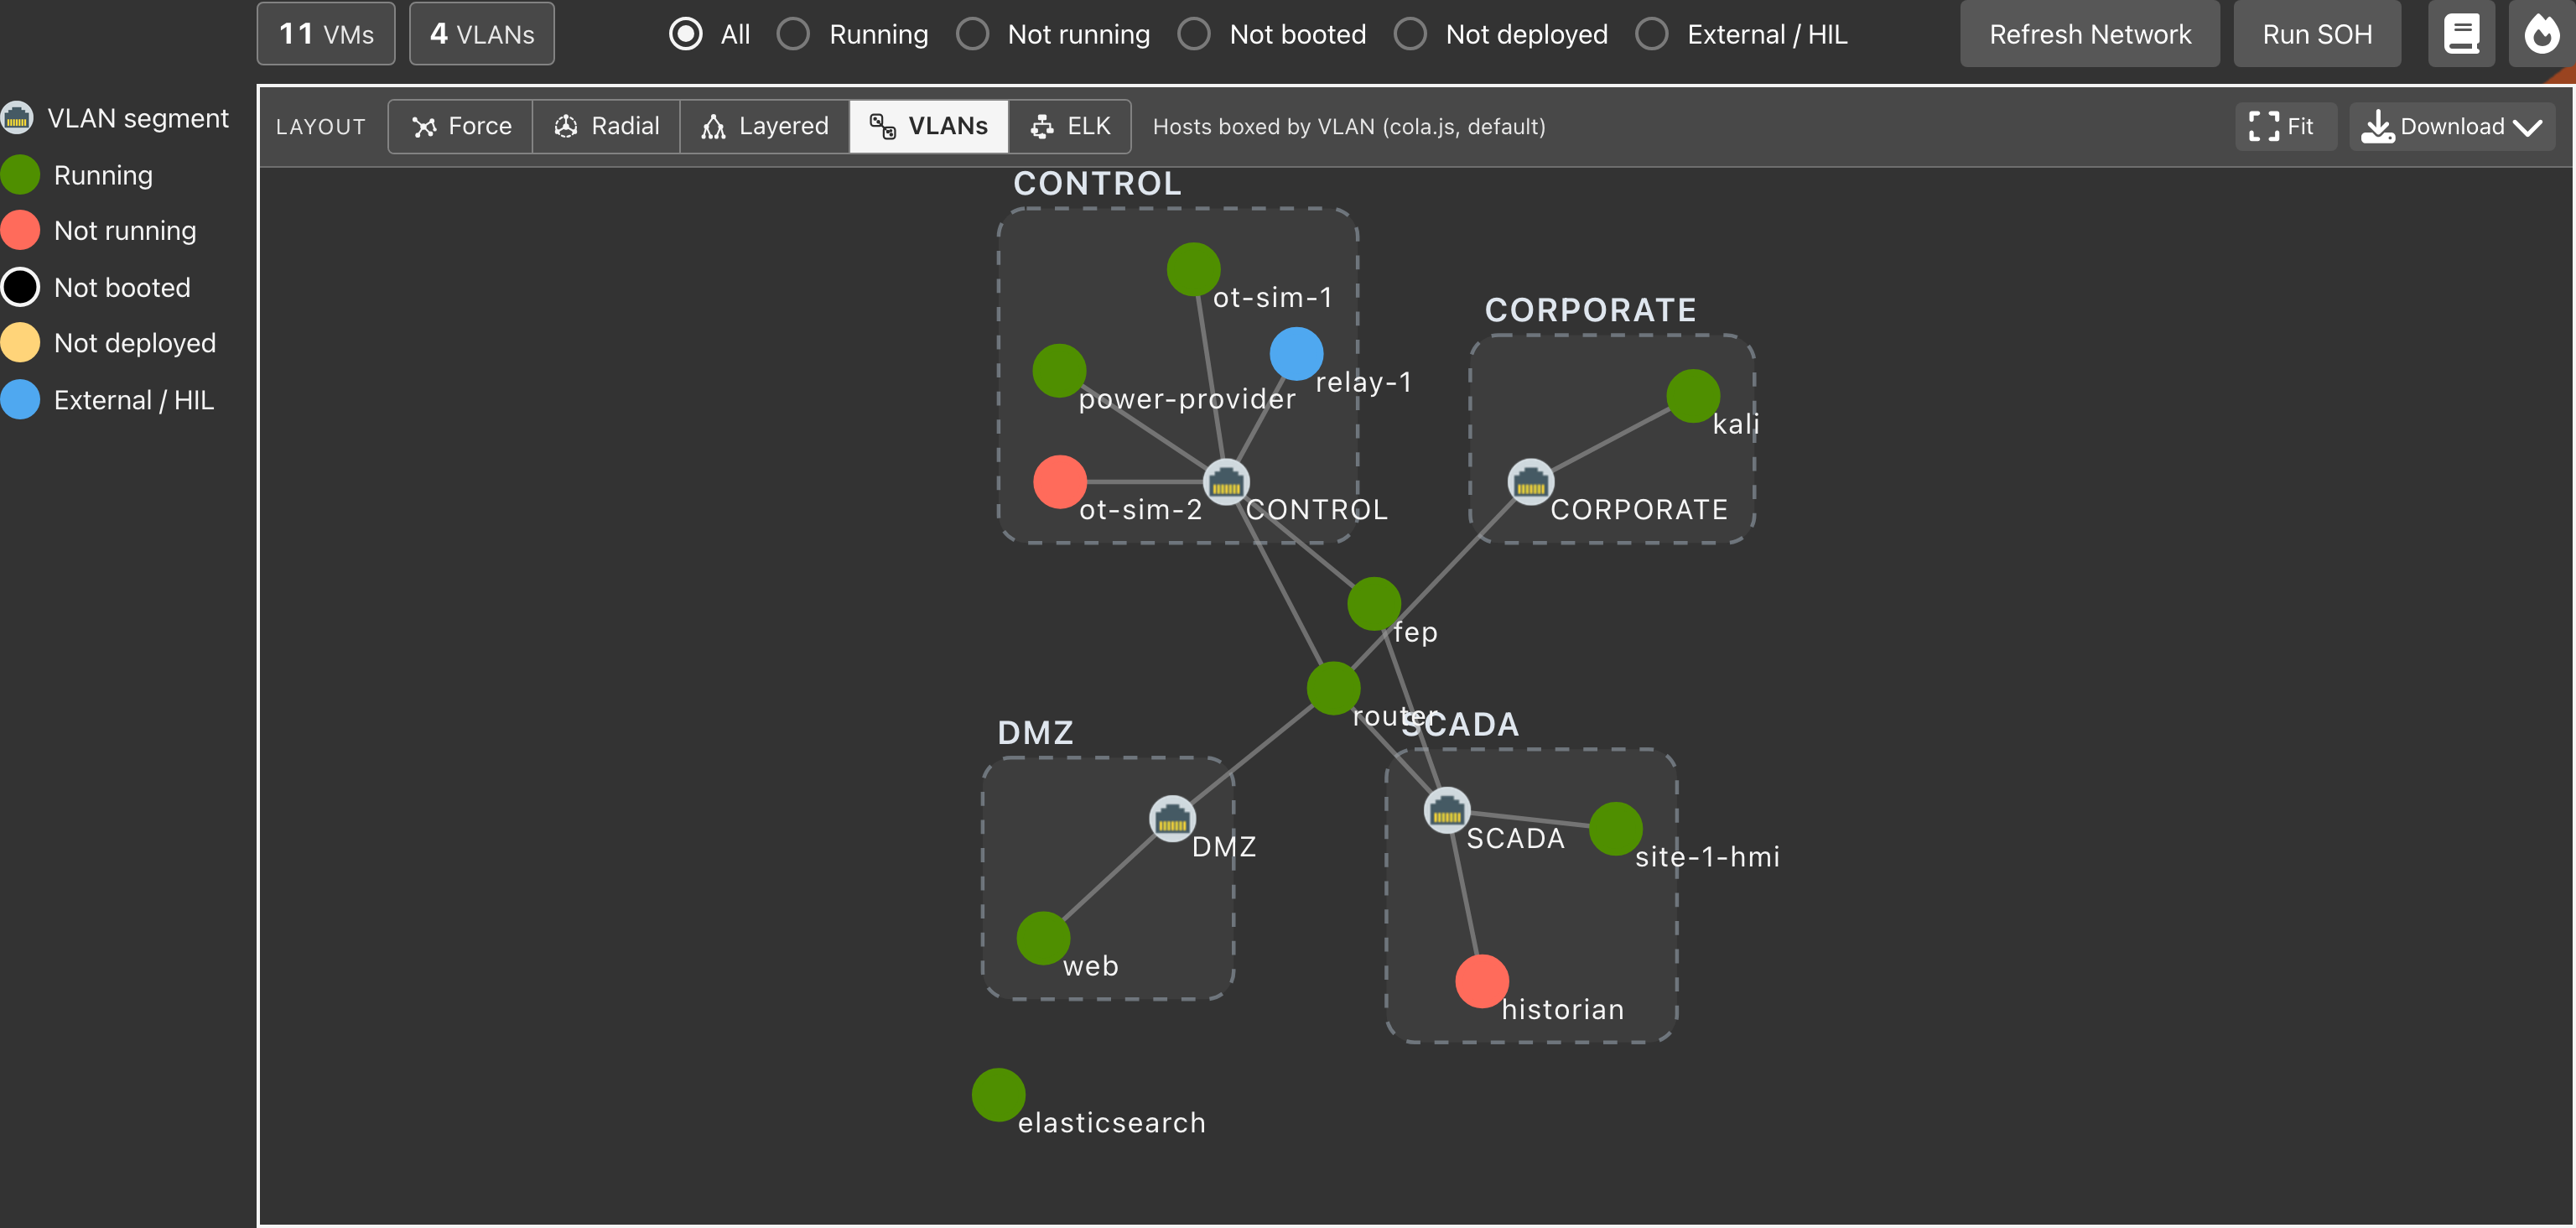 11 VMs 4 VLANs All Running Not running Not booted Not deployed External / HIL Refresh Network Run SOH
VLAN segment
Running
Not running
Not booted
Not deployed
External / HIL
LAYOUT Force Radial Layered VLANs ELK Hosts boxed by VLAN (cola.js, default) Fit Download
CONTROL
ot-sim-1
relay-1
power-provider
ot-sim-2
CONTROL
CORPORATE
kali
CORPORATE
fep
router
DMZ
DMZ
web
SCADA
SCADA
site-1-hmi
historian
elasticsearch